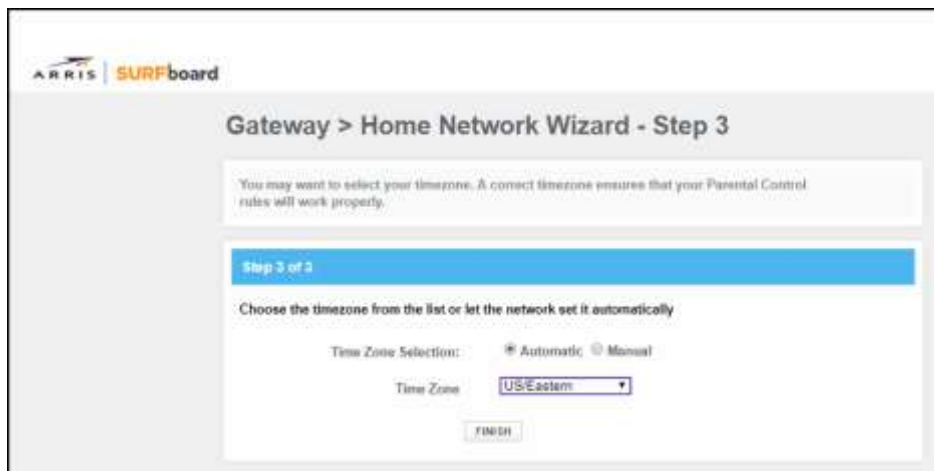 ARRIS SURFboard
Gateway > Home Network Wizard - Step 3
You may want to select your timezone. A correct timezone ensures that your Parental Control
rules will work properly.
Step 3 of 3
Choose the timezone from the list or let the network set it automatically
Time Zone Selection: Automatic Manual
Time Zone US/Eastern
FINISH